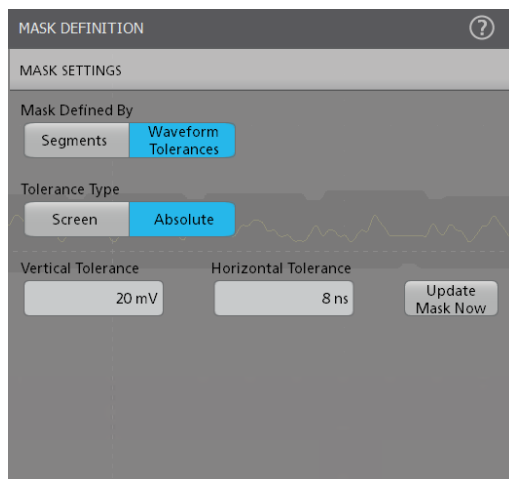 MASK DEFINITION ?
MASK SETTINGS
Mask Defined By
Segments
Waveform
Tolerances
Tolerance Type
Screen Absolute
Vertical Tolerance Horizontal Tolerance
20 mV 8 ns
Update
Mask Now